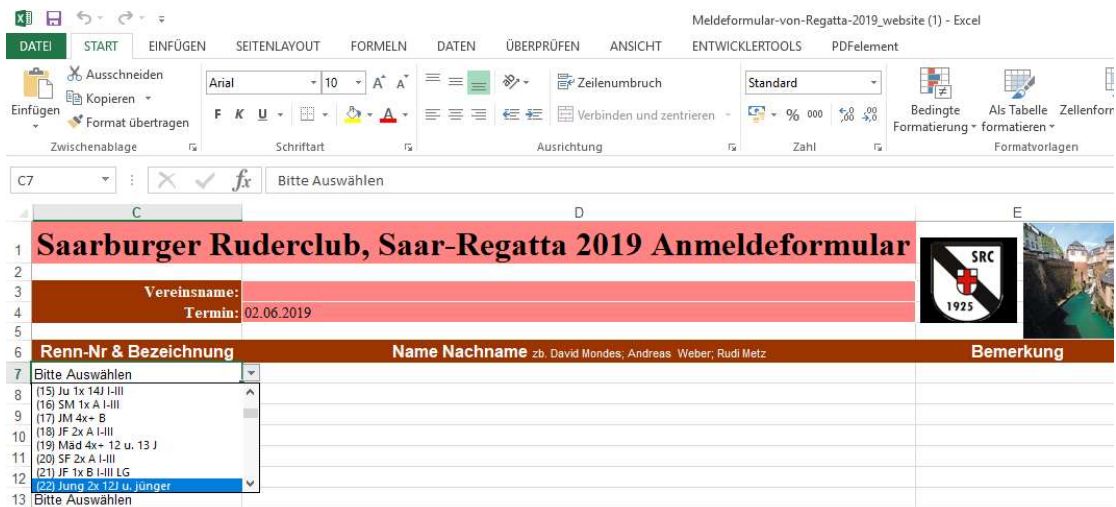 Meldeformular-von-Regatta-2019_website (1) - Excel
DATEI START EINFÜGEN SEITENLAYOUT FORMELN DATEN ÜBERPRÜFEN ANSICHT ENTWICKLERTOOLS PDFelement
Einfügen
Ausschneiden
Kopieren
Format übertragen
Zwischenablage
Arial 10
F K U
Schriftart
Zeilenumbruch
Verbinden und zentrieren
Ausrichtung
Standard
% 000
Zahl
Bedingte Formatierung
Als Tabelle formatieren
Zellenform
Formatvorlagen
C7 fx Bitte Auswählen
C D E
1 Saarburger Ruderclub, Saar-Regatta 2019 Anmeldeformular
SRC
1925
2
3 Vereinsname:
4 Termin: 02.06.2019
5
6 Renn-Nr & Bezeichnung Name Nachname zb. David Mondes; Andreas Weber; Rudi Metz Bemerkung
7 Bitte Auswählen
8 (15) Ju 1x 14J I-III
(16) SM 1x A I-III
9 (17) JM 4x+ B
10 (18) JF 2x A I-III
(19) Mäd 4x+ 12 u. 13 J
11 (20) SF 2x A I-III
12 (21) JF 1x B I-III LG
(22) Jung 2x 12J u. jünger
13 Bitte Auswählen